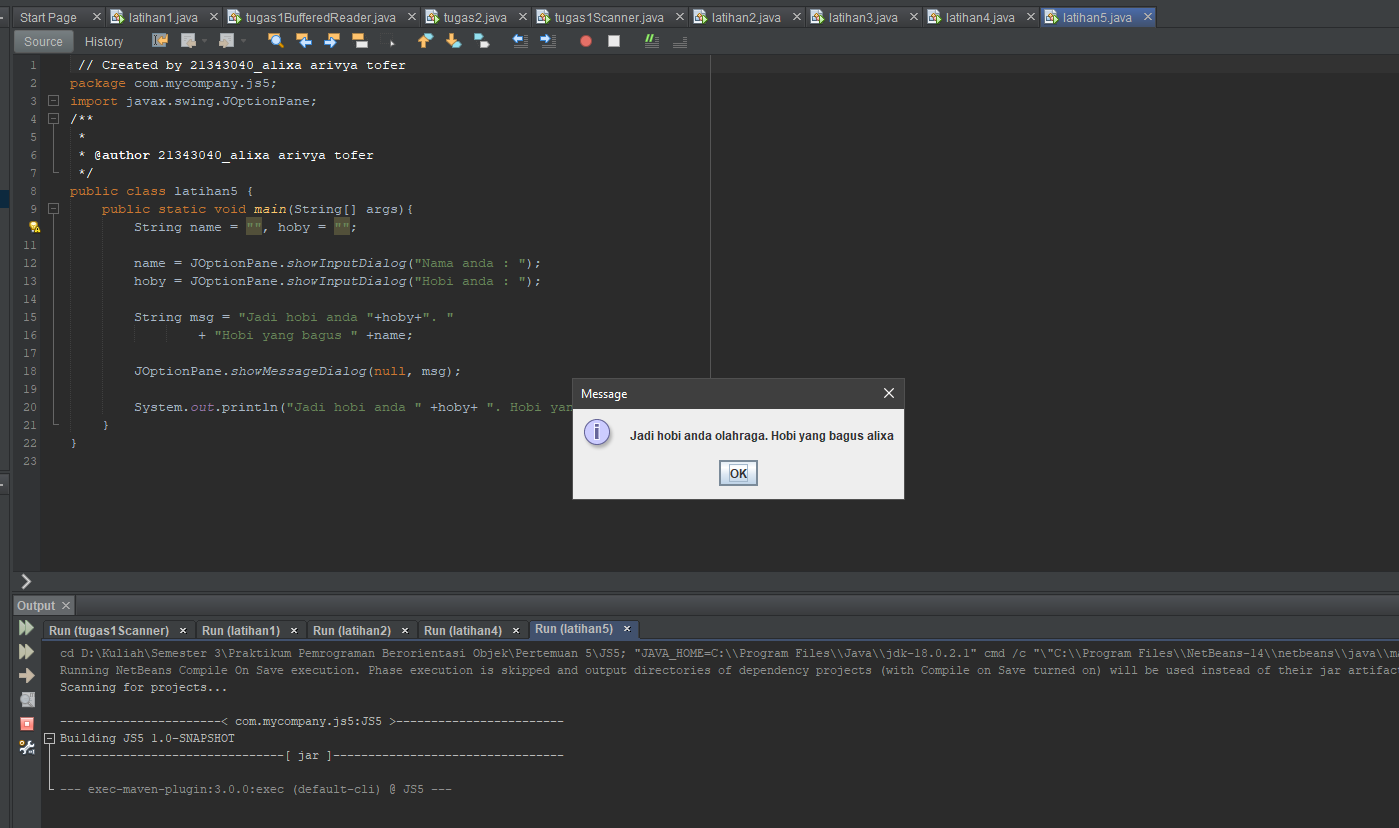 Start Page latihan1.java tugas1BufferedReader.java tugas2.java tugas1Scanner.java latihan2.java latihan3.java latihan4.java latihan5.java
Source History
1 // Created by 21343040_alixa arivya tofer
2 package com.mycompany.js5;
3 import javax.swing.JOptionPane;
4 /**
5 *
6 * @author 21343040_alixa arivya tofer
7 */
8 public class latihan5 {
9 public static void main(String[] args){
String name = "", hoby = "";
11
12 name = JOptionPane.showInputDialog("Nama anda : ");
13 hoby = JOptionPane.showInputDialog("Hobi anda : ");
14
15 String msg = "Jadi hobi anda "+hoby+". "
16 + "Hobi yang bagus " +name;
17
18 JOptionPane.showMessageDialog(null, msg);
19
20 System.out.println("Jadi hobi anda " +hoby+ ". Hobi yan
21 }
22 }
23
Message
Jadi hobi anda olahraga. Hobi yang bagus alixa
OK
Output
Run (tugas1Scanner) Run (latihan1) Run (latihan2) Run (latihan4) Run (latihan5)
cd D:\Kuliah\Semester 3\Praktikum Pemrograman Berorientasi Objek\Pertemuan 5\JS5; "JAVA_HOME=C:\\Program Files\\Java\\jdk-18.0.2.1" cmd /c "\"C:\\Program Files\\NetBeans-14\\netbeans\\java\\ma
Running NetBeans Compile On Save execution. Phase execution is skipped and output directories of dependency projects (with Compile on Save turned on) will be used instead of their jar artifac
Scanning for projects...
-----------------------< com.mycompany.js5:JS5 >------------------------
Building JS5 1.0-SNAPSHOT
--------------------------------[ jar ]---------------------------------
--- exec-maven-plugin:3.0.0:exec (default-cli) @ JS5 ---